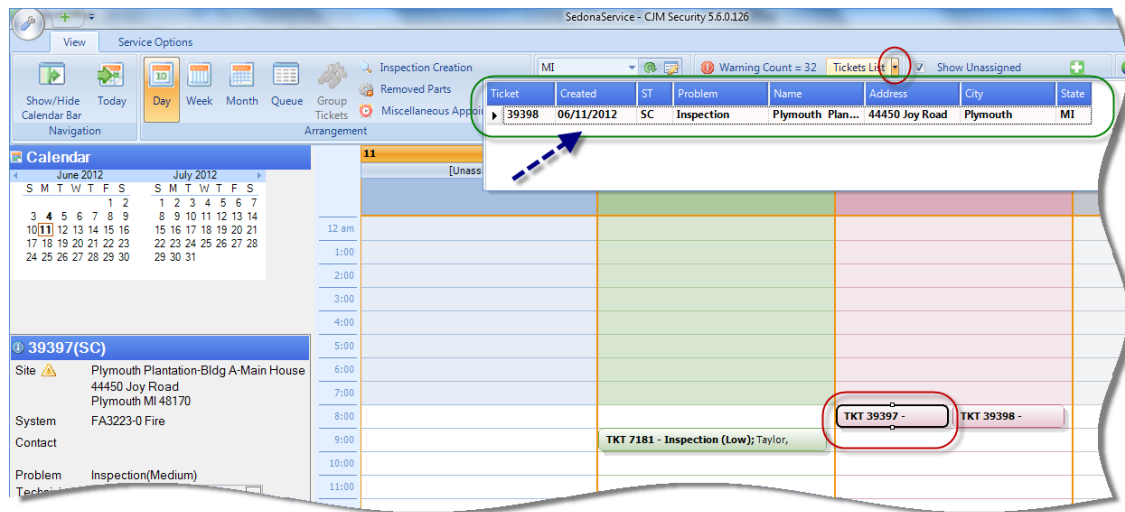 SedonaService - CJM Security 5.6.0.126
View Service Options
Show/Hide Calendar Bar
Today
Navigation
10
Day
Week
Month
Queue
Group Tickets
Arrangement
Inspection Creation
Removed Parts
Miscellaneous Appoi
MI
Warning Count = 32
Tickets List
Show Unassigned
Ticket Created ST Problem Name Address City State
39398 06/11/2012 SC Inspection Plymouth Plan... 44450 Joy Road Plymouth MI
Calendar
June 2012 July 2012
S M T W T F S S M T W T F S
1 2 1 2 3 4 5 6 7
3 4 5 6 7 8 9 8 9 10 11 12 13 14
10 11 12 13 14 15 16 15 16 17 18 19 20 21
17 18 19 20 21 22 23 22 23 24 25 26 27 28
24 25 26 27 28 29 30 29 30 31
11
[Unass
12 am
1:00
2:00
3:00
4:00
5:00
6:00
7:00
8:00
9:00
10:00
11:00
TKT 39397 -
TKT 39398 -
TKT 7181 - Inspection (Low); Taylor,
39397(SC)
Site Plymouth Plantation-Bldg A-Main House
44450 Joy Road
Plymouth MI 48170
System FA3223-0 Fire
Contact
Problem Inspection(Medium)